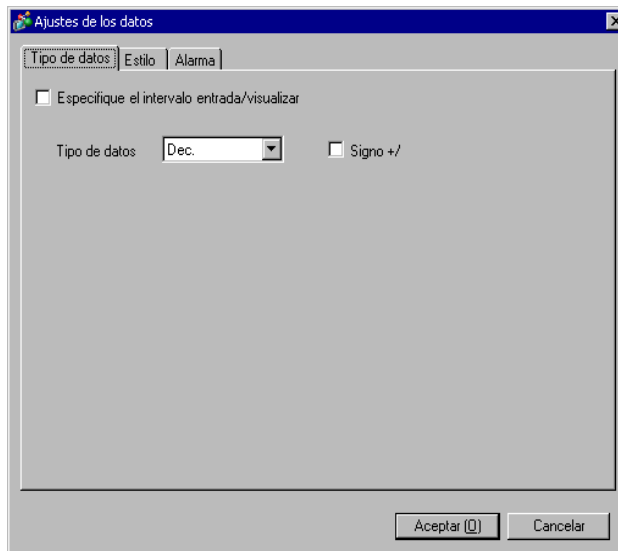 Ajustes de los datos
Tipo de datos Estilo Alarma
Especifique el intervalo entrada/visualizar
Tipo de datos Dec. Signo +/
Aceptar (O) Cancelar